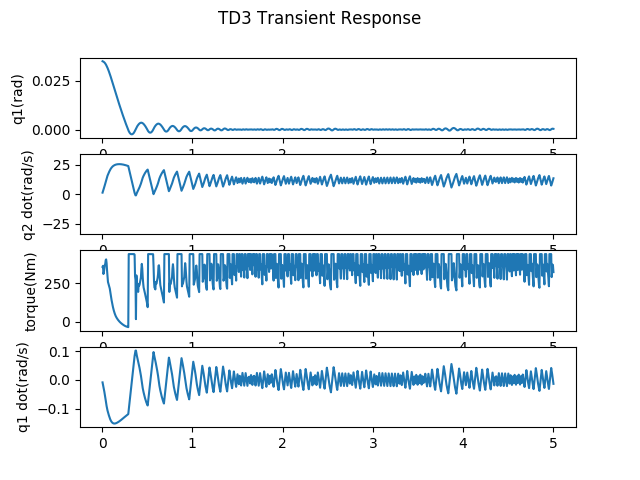 TD3 Transient Response
q1(rad)
0.025
0.000
0 1 2 3 4 5
q2 dot(rad/s)
25
0
−25
0 1 2 3 4 5
torque(Nm)
250
0
0 1 2 3 4 5
q1 dot(rad/s)
0.1
0.0
−0.1
0 1 2 3 4 5